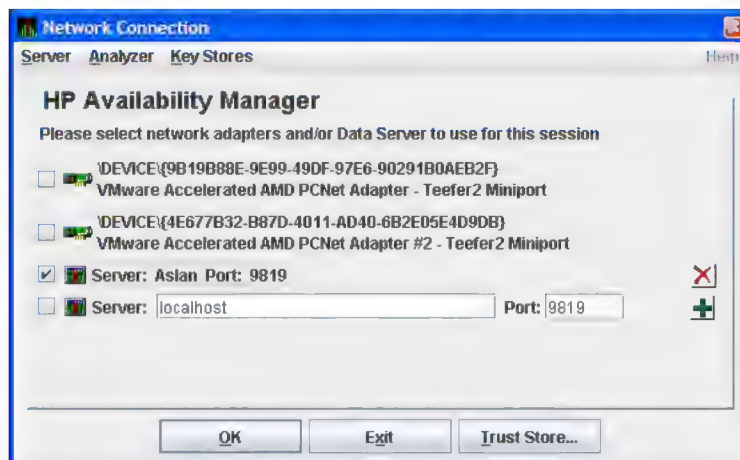 Network Connection
Server Analyzer Key Stores Help
HP Availability Manager
Please select network adapters and/or Data Server to use for this session
\DEVICE\{9B19B88E-9E99-49DF-97E6-90291B0AEB2F}
VMware Accelerated AMD PCNet Adapter - Teefer2 Miniport
\DEVICE\{4E677B32-B87D-4011-AD40-6B2E05E4D9DB}
VMware Accelerated AMD PCNet Adapter #2 - Teefer2 Miniport
Server: Aslan Port: 9819
Server: localhost Port: 9819
OK Exit Trust Store...